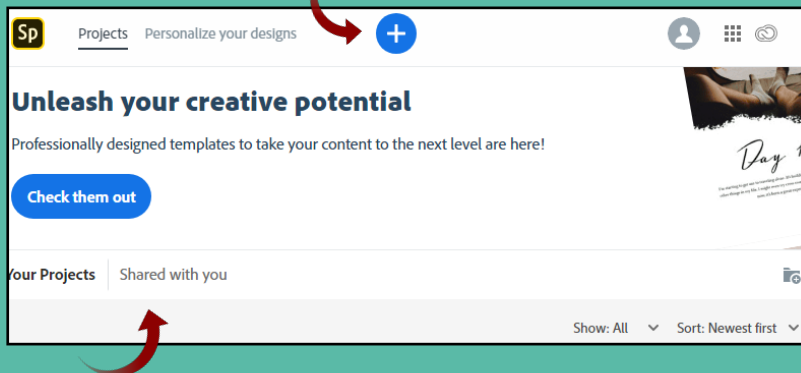 Sp
Projects Personalize your designs
Unleash your creative potential
Professionally designed templates to take your content to the next level are here!
Check them out
Day
Your Projects Shared with you
Show: All Sort: Newest first